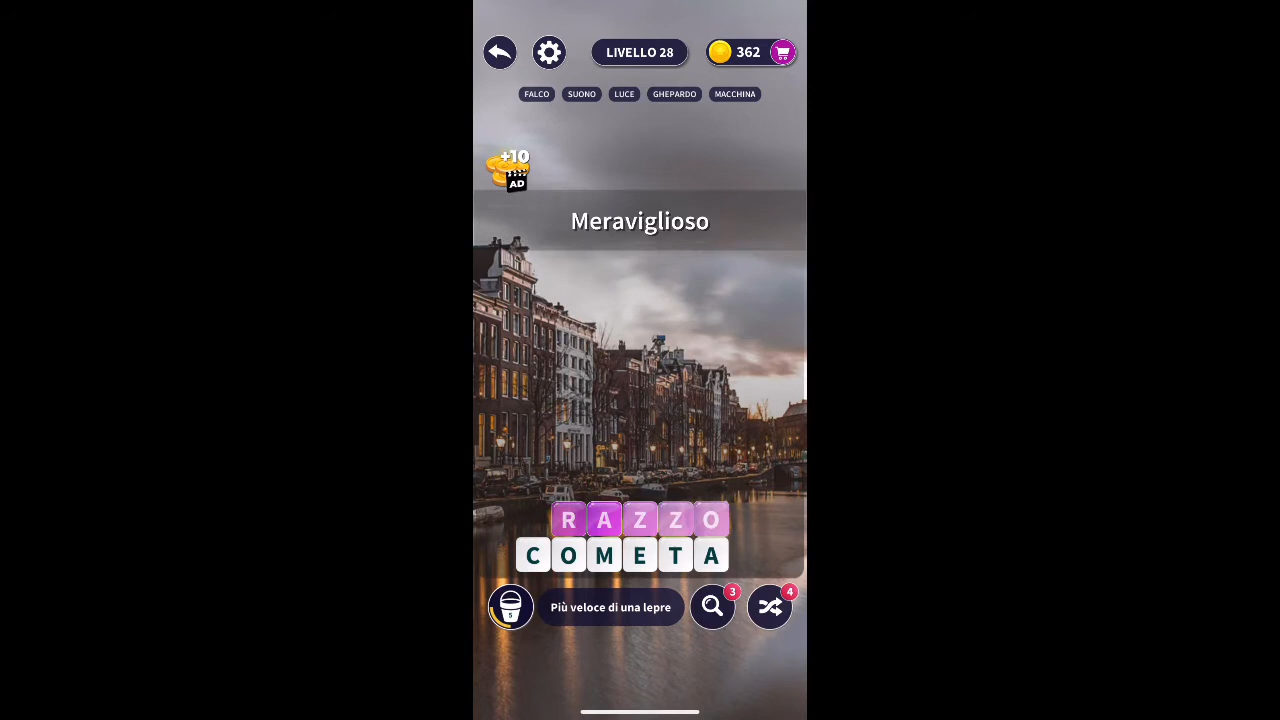 LIVELLO 28
362
FALCO SUONO LUCE GHEPARDO MACCHINA
+10
AD
Meraviglioso
RAZZO
COMETA
5
Più veloce di una lepre
3
4